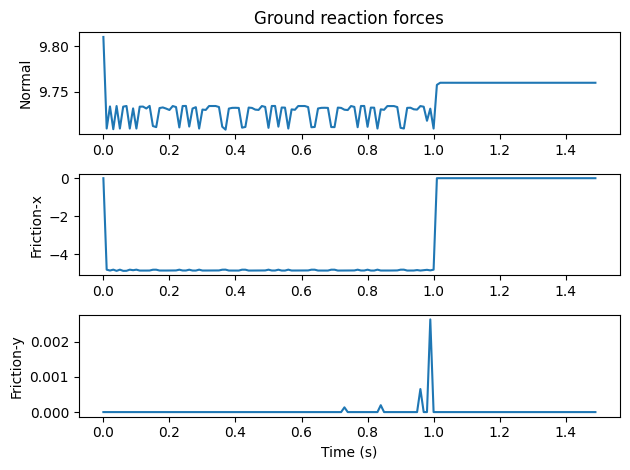 Ground reaction forces
9.80
9.75
Normal
0.0 0.2 0.4 0.6 0.8 1.0 1.2 1.4
0
−2
−4
Friction-x
0.0 0.2 0.4 0.6 0.8 1.0 1.2 1.4
0.002
0.001
0.000
Friction-y
0.0 0.2 0.4 0.6 0.8 1.0 1.2 1.4
Time (s)